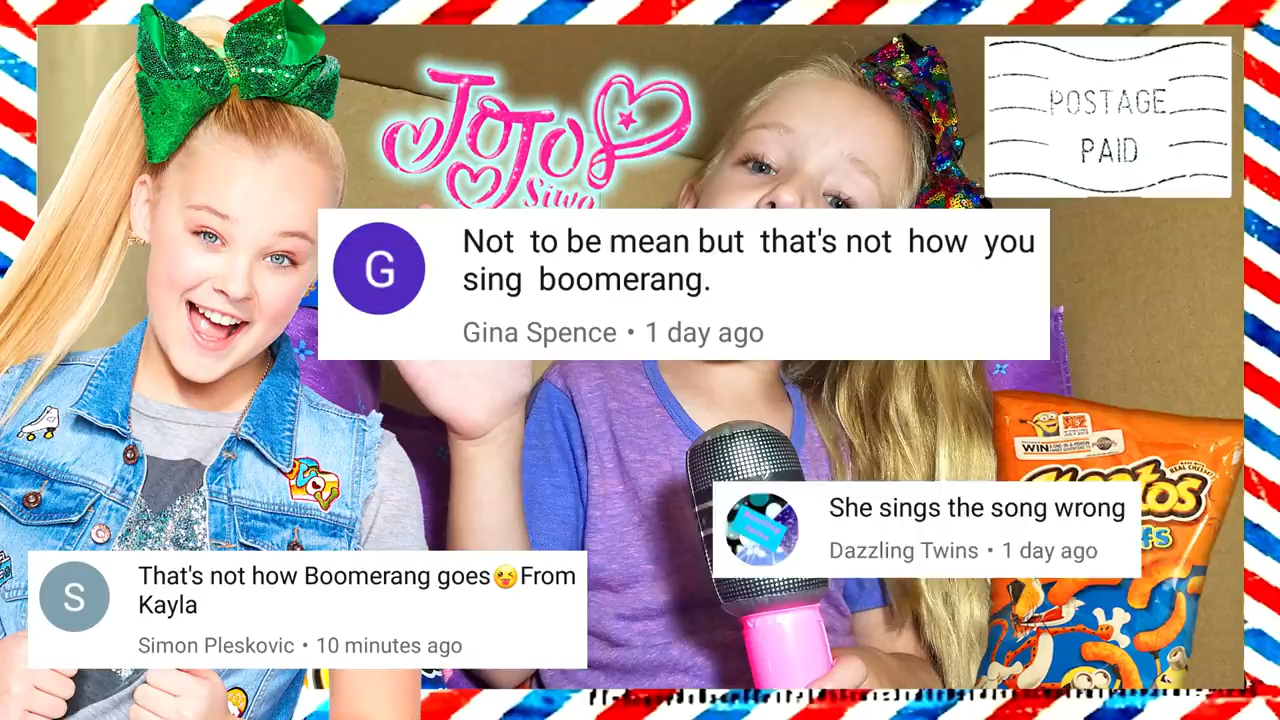 JOJO
Siwa
POSTAGE
PAID
G
Not to be mean but that's not how you
sing boomerang.
Gina Spence • 1 day ago
WIN
She sings the song wrong
Dazzling Twins • 1 day ago
S
That's not how Boomerang goes😜From
Kayla
Simon Pleskovic • 10 minutes ago